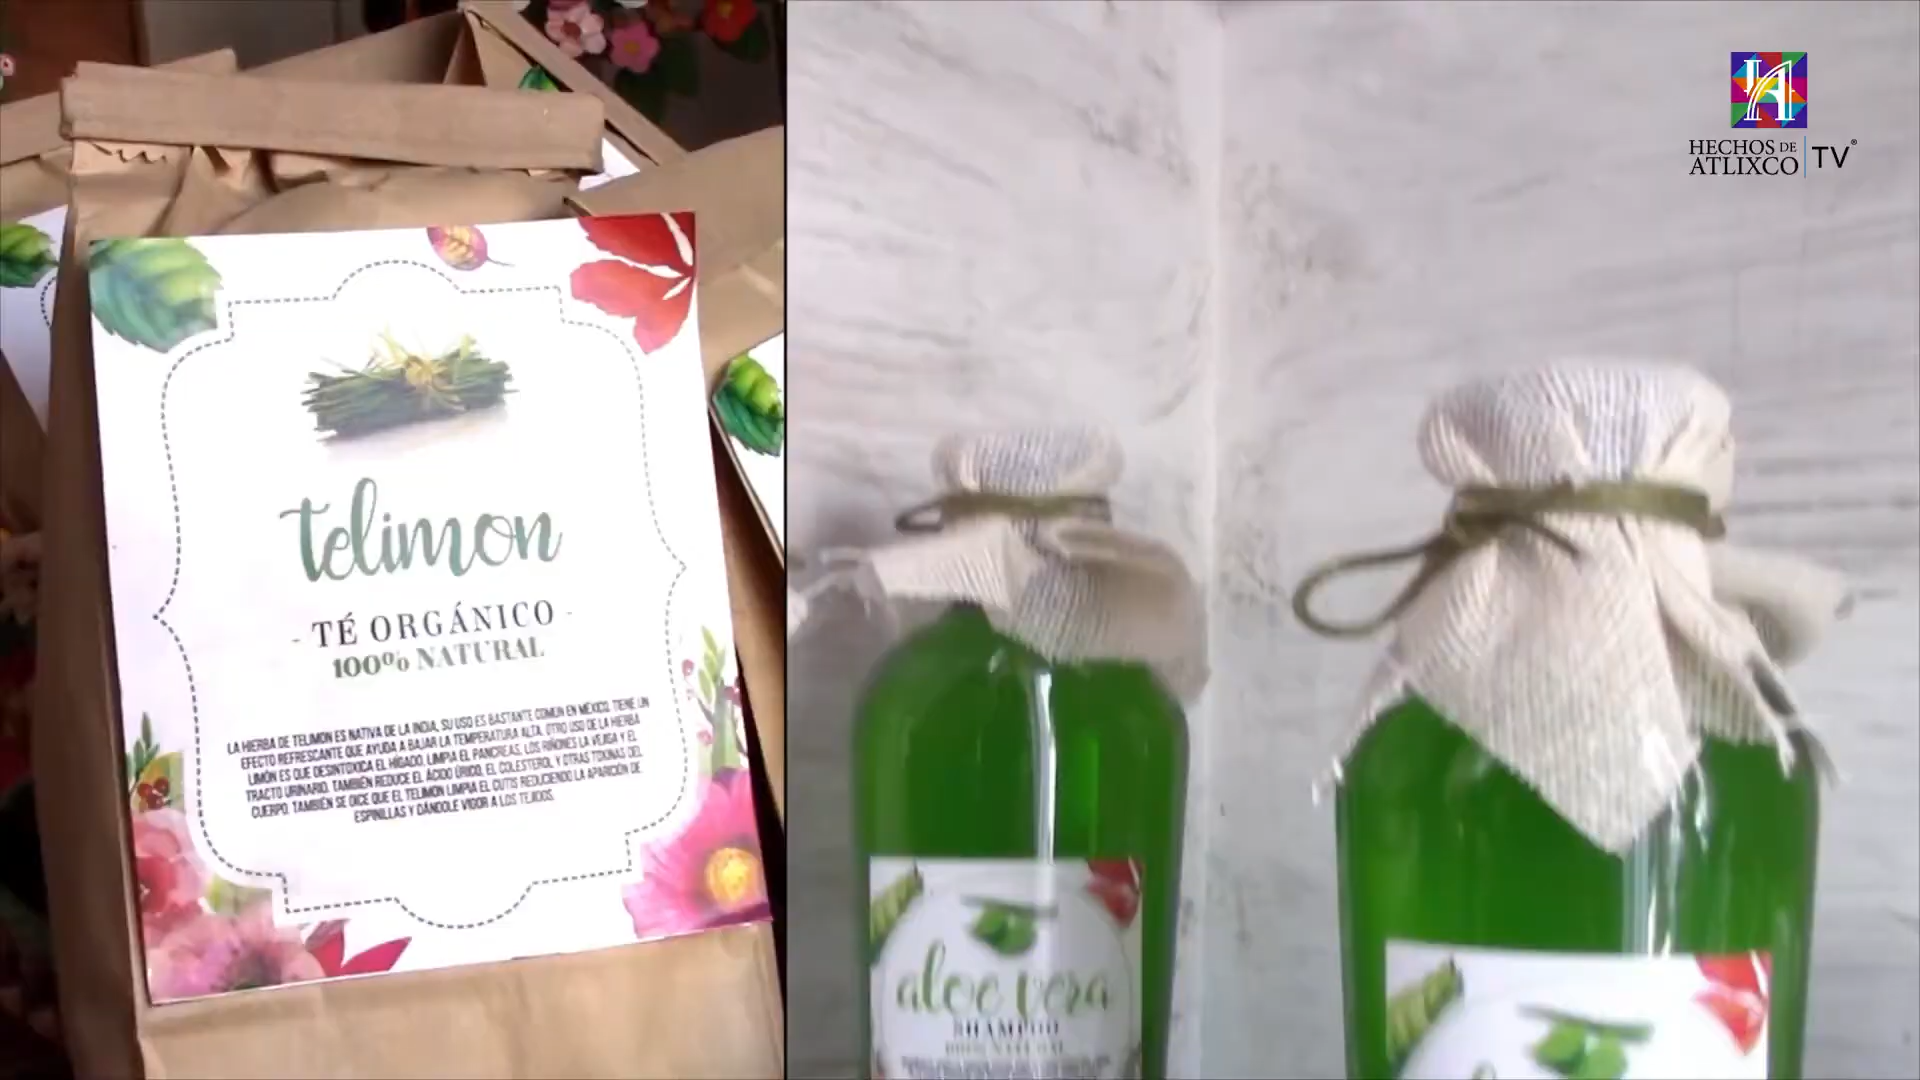 telimon
- TÉ ORGÁNICO -
100% NATURAL
LA HIERBA DE TELIMON ES NATIVA DE LA INDIA, SU USO ES BASTANTE COMUN EN MÉXICO. TIENE UN
EFECTO REFRESCANTE QUE AYUDA A BAJAR LA TEMPERATURA ALTA. OTRO USO DE LA HIERBA
LIMÓN ES QUE DESINTOXICA EL HÍGADO, LIMPIA EL PANCREAS, LOS RIÑONES LA VEJIGA Y EL
TRACTO URINARIO. TAMBIÉN REDUCE EL ÁCIDO ÚRICO, EL COLESTEROL Y OTRAS TOXINAS DEL
CUERPO. TAMBIÉN SE DICE QUE EL TELIMON LIMPIA EL CUTIS REDUCIENDO LA APARICIÓN DE
ESPINILLAS Y DÁNDOLE VIGOR A LOS TEJIDOS.
HECHOS DE
ATLIXCO TV®
aloe vera
SHAMPOO
100% NATURAL